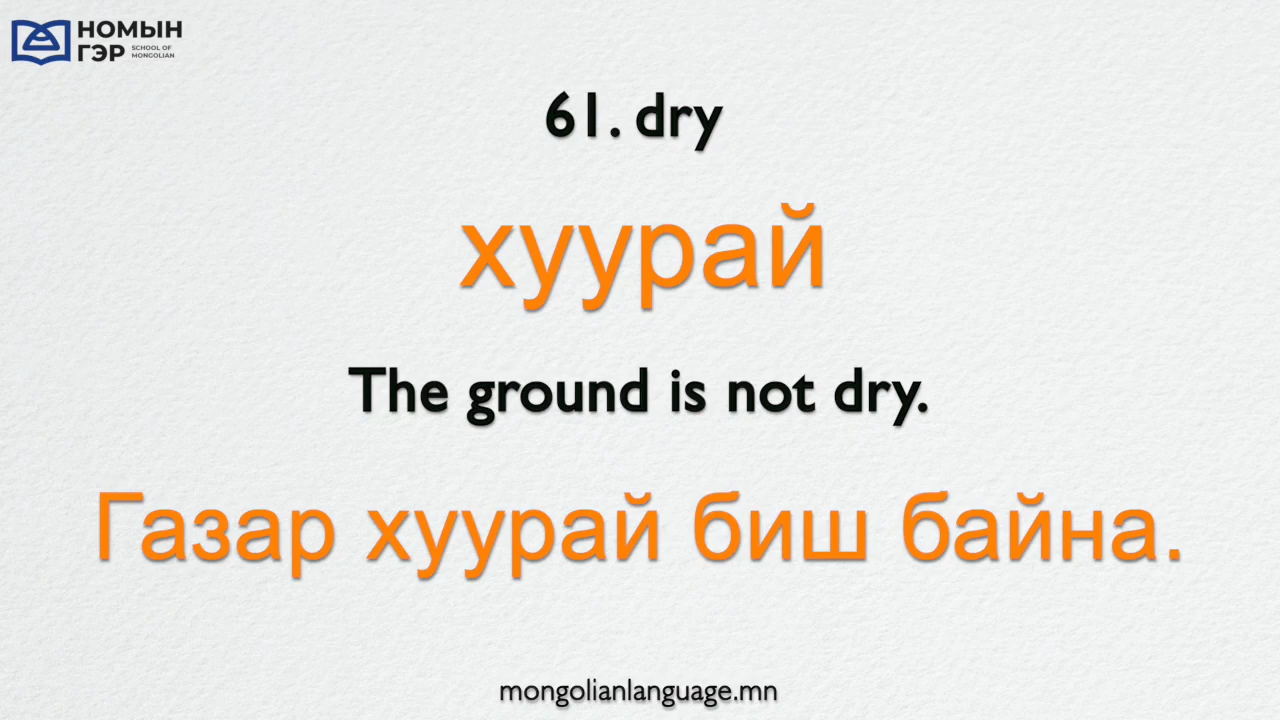 НОМЫН
ГЭР SCHOOL OF MONGOLIAN
61. dry
хуурай
The ground is not dry.
Газар хуурай биш байна.
mongolianlanguage.mn